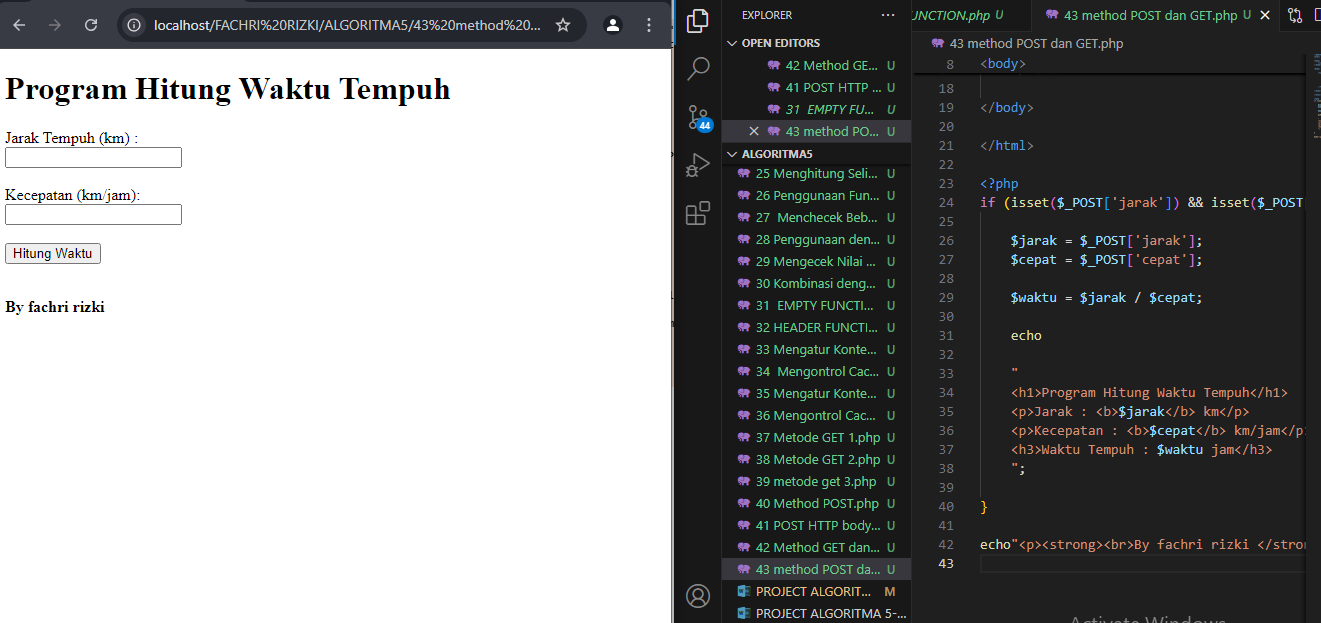 localhost/FACHRI%20RIZKI/ALGORITMA5/43%20method%20...
Program Hitung Waktu Tempuh
Jarak Tempuh (km) :
Kecepatan (km/jam):
Hitung Waktu
By fachri rizki
44
EXPLORER ...
OPEN EDITORS
42 Method GE... U
41 POST HTTP ... U
31 EMPTY FU... U
43 method PO... U
ALGORITMA5
25 Menghitung Seli... U
26 Penggunaan Fun... U
27 Menchecek Beb... U
28 Penggunaan den... U
29 Mengecek Nilai ... U
30 Kombinasi deng... U
31 EMPTY FUNCTI... U
32 HEADER FUNCTI... U
33 Mengatur Konte... U
34 Mengontrol Cac... U
35 Mengatur Konte... U
36 Mengontrol Cac... U
37 Metode GET 1.php U
38 Metode GET 2.php U
39 metode get 3.php U
40 Method POST.php U
41 POST HTTP body... U
42 Method GET dan... U
43 method POST da... U
PROJECT ALGORIT... M
PROJECT ALGORITMA 5-...
UNCTION.php U
43 method POST dan GET.php U
43 method POST dan GET.php
8 <body>
18
19 </body>
20
21 </html>
22
23 <?php
24 if (isset($_POST['jarak']) && isset($_POST
25
26 $jarak = $_POST['jarak'];
27 $cepat = $_POST['cepat'];
28
29 $waktu = $jarak / $cepat;
30
31 echo
32
33 "
34 <h1>Program Hitung Waktu Tempuh</h1>
35 <p>Jarak : <b>$jarak</b> km</p>
36 <p>Kecepatan : <b>$cepat</b> km/jam</p
37 <h3>Waktu Tempuh : $waktu jam</h3>
38 ";
39
40 }
41
42 echo"<p><strong><br>By fachri rizki </stron
43
Activate Windows